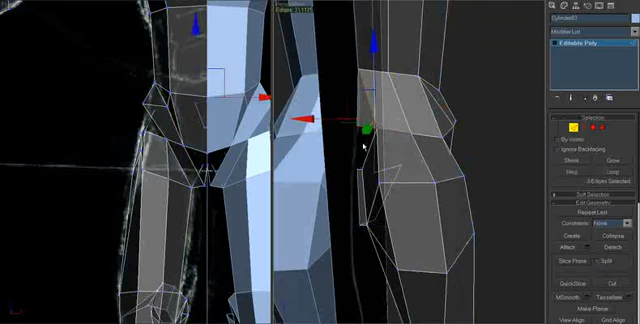 Cylinder01
Modifier List
Editable Poly
Selection
By Vertex
Ignore Backfacing
Shrink
Grow
Ring
Loop
Edges Selected
Soft Selection
Edit Geometry
Repeat Last
Constraints: None
Create
Collapse
Attach
Detach
Slice Plane
Split
QuickSlice
Cut
MSmooth
Tessellate
Make Planar
View Align
Grid Align